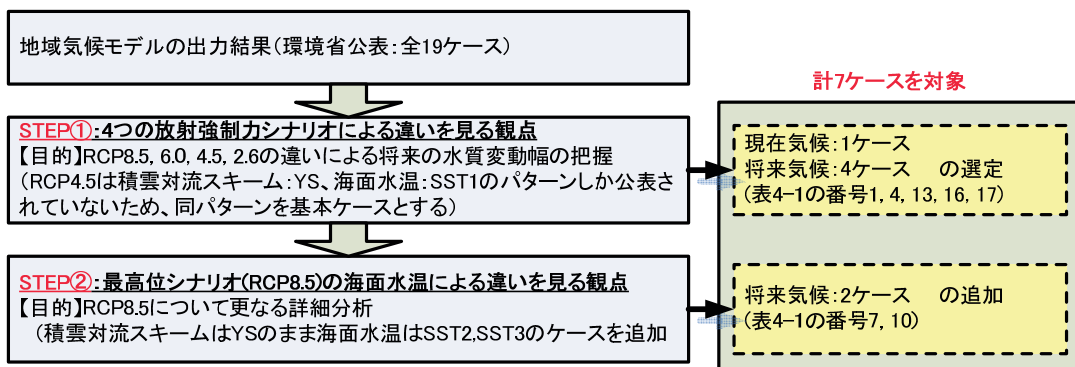 地域気候モデルの出力結果(環境省公表:全19ケース)
STEP①:4つの放射強制力シナリオによる違いを見る観点
【目的】RCP8.5, 6.0, 4.5, 2.6の違いによる将来の水質変動幅の把握
(RCP4.5は積雲対流スキーム:YS、海面水温:SST1のパターンしか公表さ
れていないため、同パターンを基本ケースとする)
STEP②:最高位シナリオ(RCP8.5)の海面水温による違いを見る観点
【目的】RCP8.5について更なる詳細分析
(積雲対流スキームはYSのまま海面水温はSST2,SST3のケースを追加
計7ケースを対象
現在気候:1ケース
将来気候:4ケース の選定
(表4-1の番号1, 4, 13, 16, 17)
将来気候:2ケース の追加
(表4-1の番号7, 10)